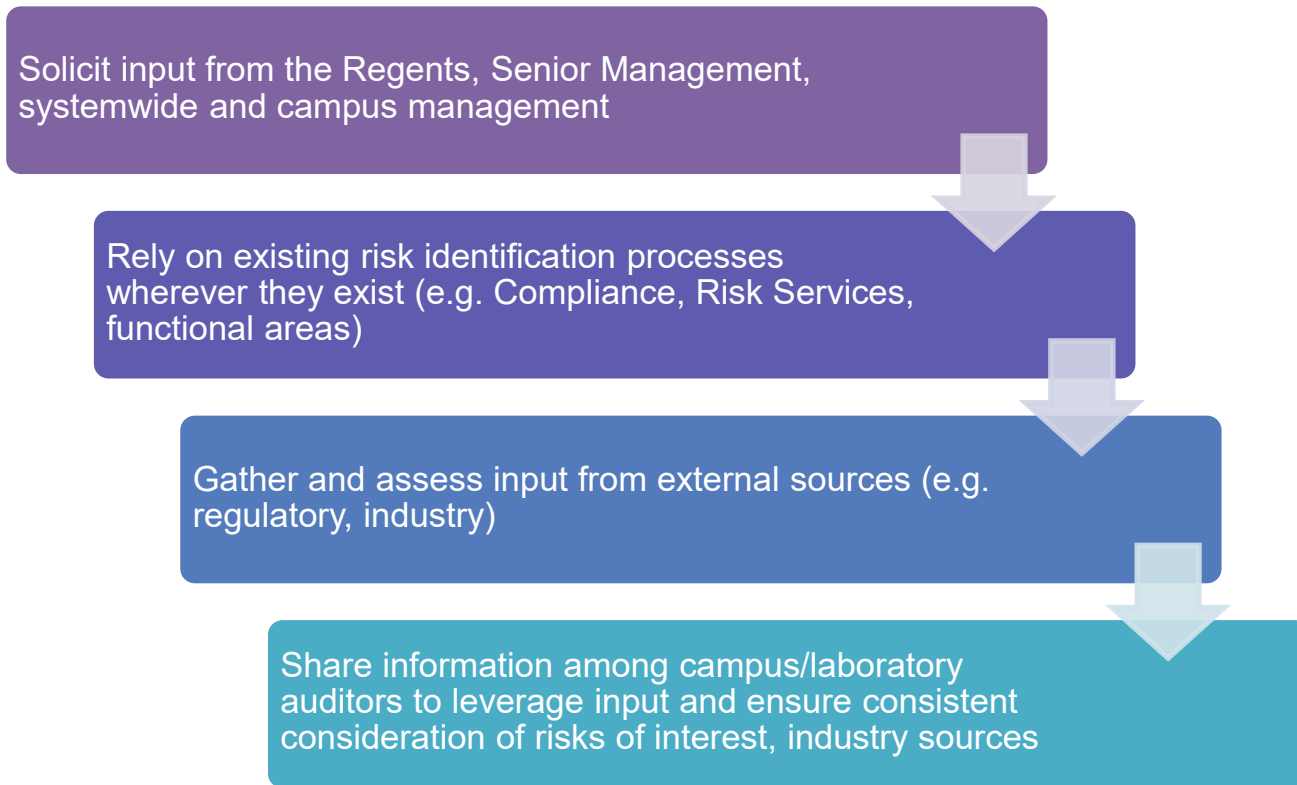 Solicit input from the Regents, Senior Management,
systemwide and campus management
Rely on existing risk identification processes
wherever they exist (e.g. Compliance, Risk Services,
functional areas)
Gather and assess input from external sources (e.g.
regulatory, industry)
Share information among campus/laboratory
auditors to leverage input and ensure consistent
consideration of risks of interest, industry sources